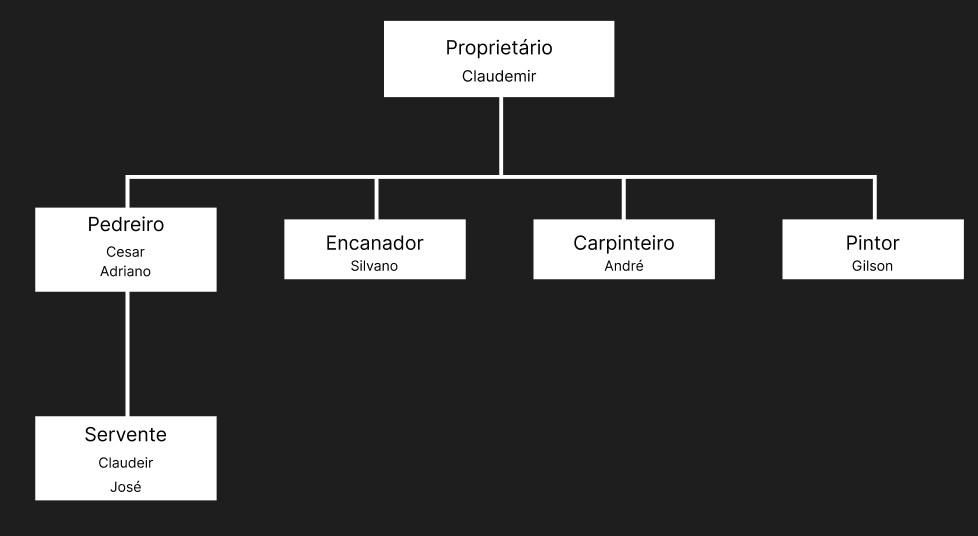 Proprietário
Claudemir
Pedreiro
Cesar
Adriano
Encanador
Silvano
Carpinteiro
André
Pintor
Gilson
Servente
Claudeir
José